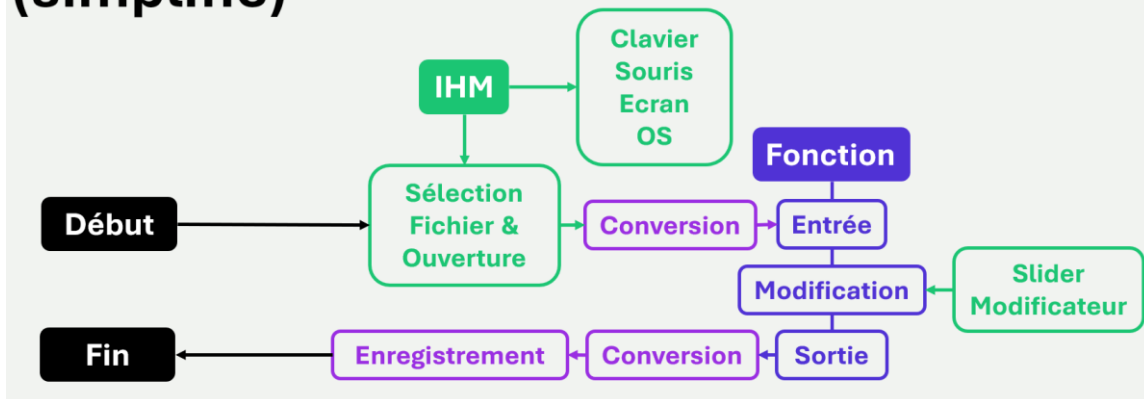 (simplifié)
Clavier
Souris
Ecran
OS
IHM
Fonction
Début
Sélection
Fichier &
Ouverture
Conversion
Entrée
Modification
Slider
Modificateur
Fin
Enregistrement
Conversion
Sortie